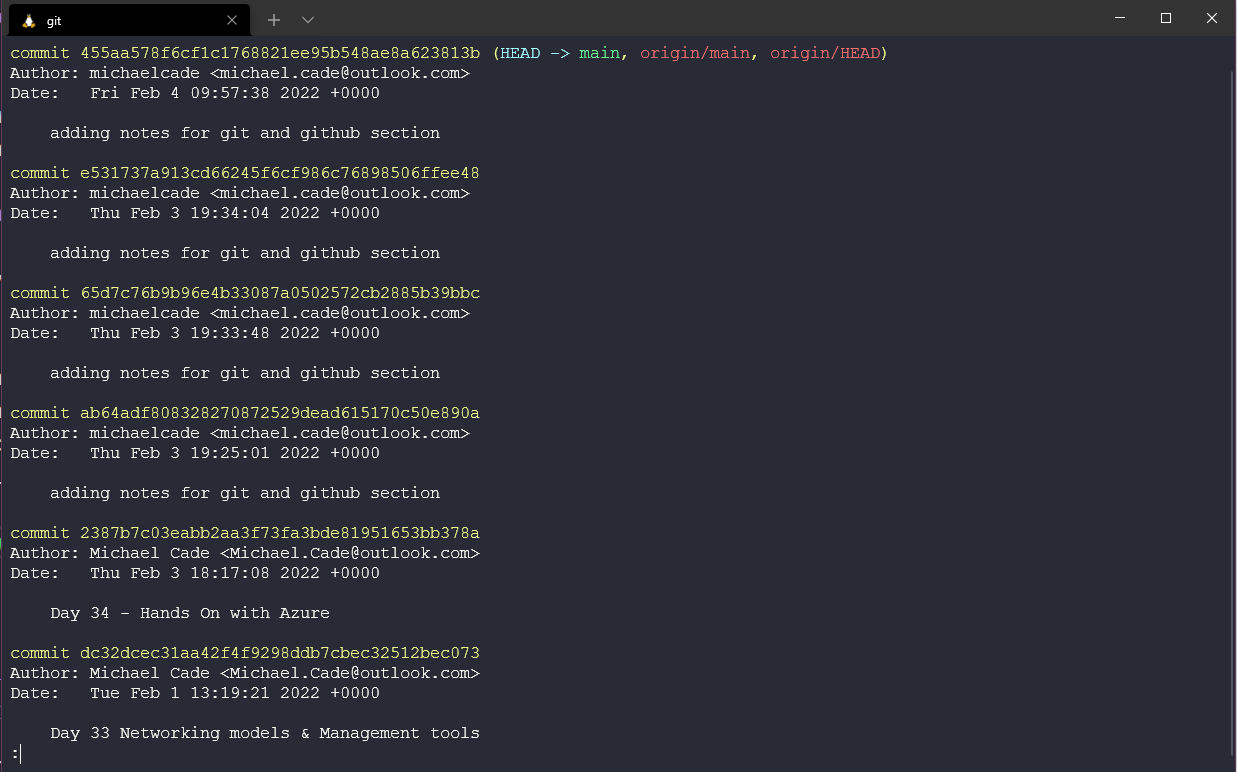 git
commit 455aa578f6cf1c1768821ee95b548ae8a623813b (HEAD -> main, origin/main, origin/HEAD)
Author: michaelcade <michael.cade@outlook.com>
Date:   Fri Feb 4 09:57:38 2022 +0000
adding notes for git and github section
commit e531737a913cd66245f6cf986c76898506ffee48
Author: michaelcade <michael.cade@outlook.com>
Date:   Thu Feb 3 19:34:04 2022 +0000
adding notes for git and github section
commit 65d7c76b9b96e4b33087a0502572cb2885b39bbc
Author: michaelcade <michael.cade@outlook.com>
Date:   Thu Feb 3 19:33:48 2022 +0000
adding notes for git and github section
commit ab64adf808328270872529dead615170c50e890a
Author: michaelcade <michael.cade@outlook.com>
Date:   Thu Feb 3 19:25:01 2022 +0000
adding notes for git and github section
commit 2387b7c03eabb2aa3f73fa3bde81951653bb378a
Author: Michael Cade <Michael.Cade@outlook.com>
Date:   Thu Feb 3 18:17:08 2022 +0000
Day 34 - Hands On with Azure
commit dc32dcec31aa42f4f9298ddb7cbec32512bec073
Author: Michael Cade <Michael.Cade@outlook.com>
Date:   Tue Feb 1 13:19:21 2022 +0000
Day 33 Networking models & Management tools
: